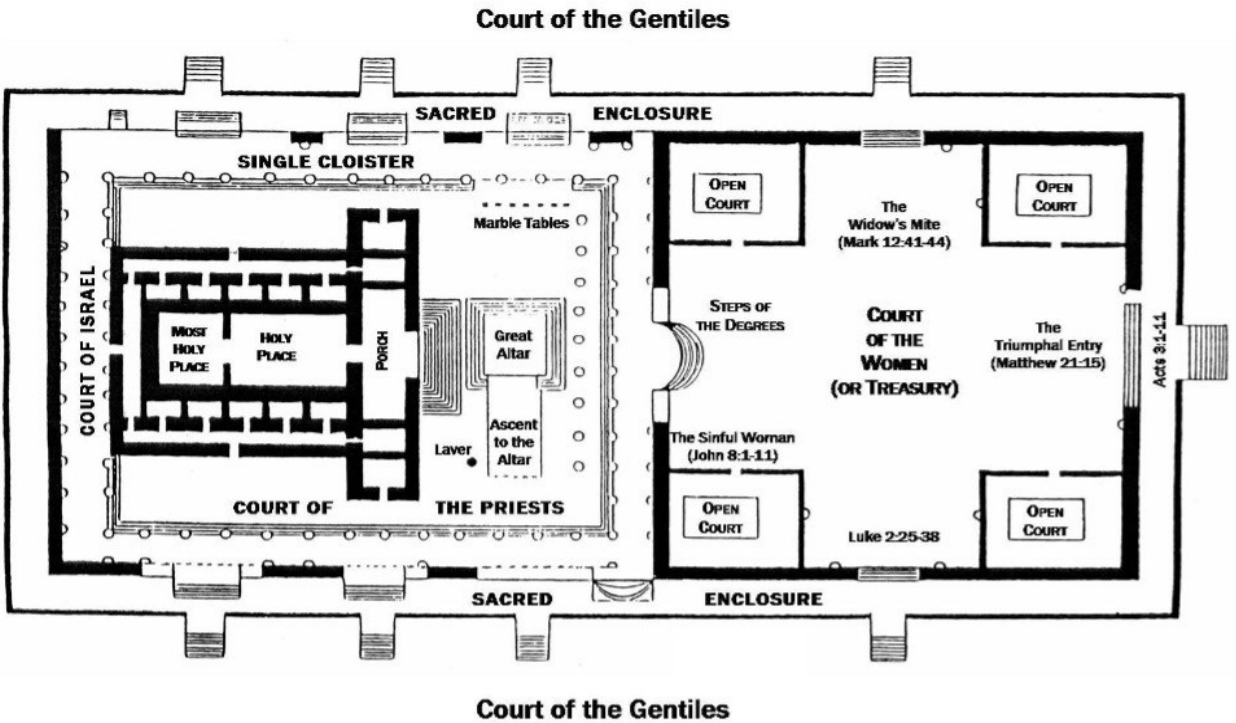 Court of the Gentiles
SACRED ENCLOSURE
SINGLE CLOISTER
OPEN
COURT
OPEN
COURT
Marble Tables
The
Widow's Mite
(Mark 12:41-44)
COURT OF ISRAEL
STEPS OF
THE DEGREES
MOST
HOLY
PLACE
HOLY
PLACE
PORCH
Great
Altar
COURT
OF THE
WOMEN
(OR TREASURY)
The
Triumphal Entry
(Matthew 21:15)
Acts 3:1-11
Laver
Ascent
to the
Altar
The Sinful Woman
(John 8:1-11)
COURT OF THE PRIESTS
OPEN
COURT
Luke 2:25-38
OPEN
COURT
SACRED ENCLOSURE
Court of the Gentiles